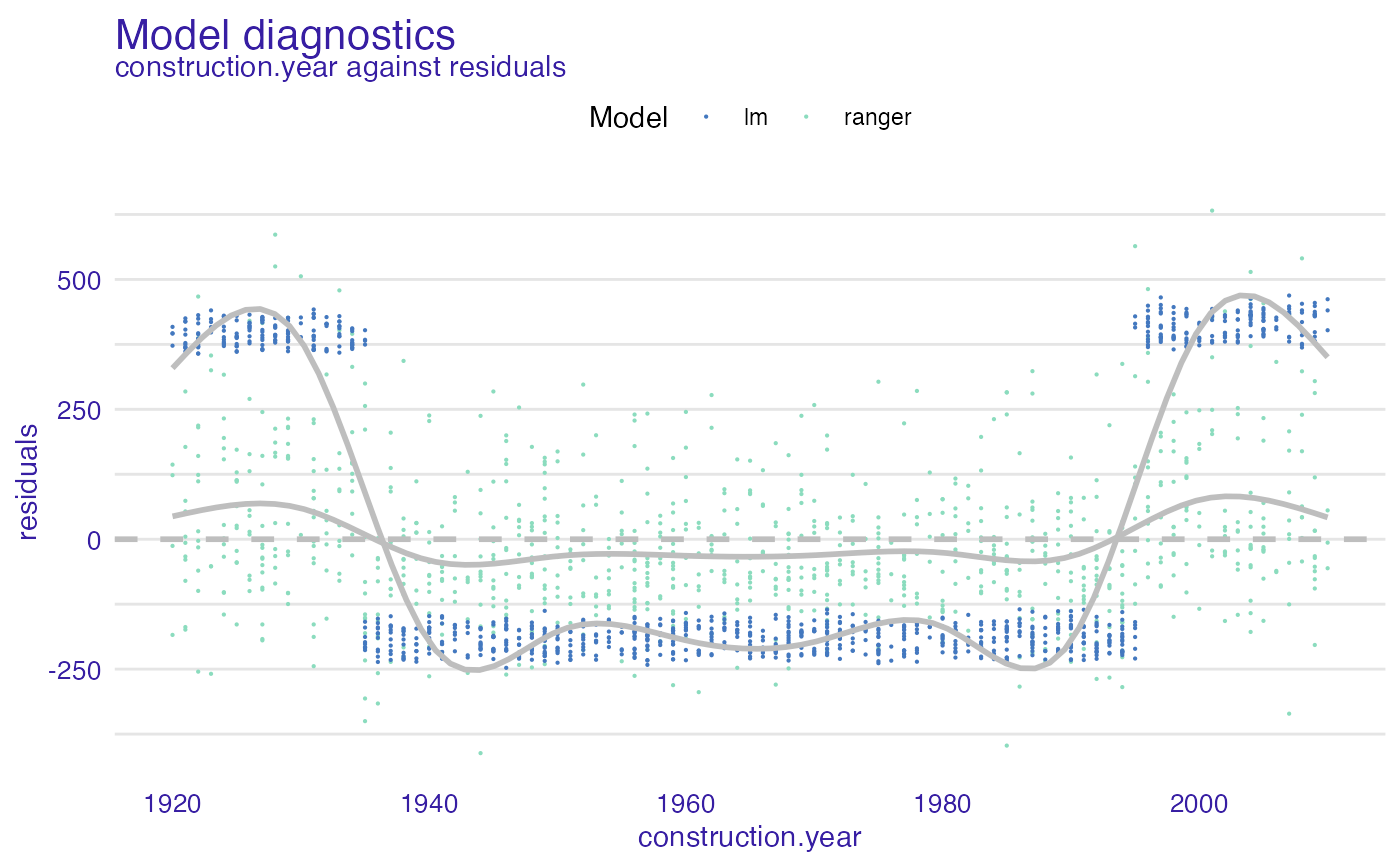 Model diagnostics
construction.year against residuals
Model lm ranger
500
250
0
-250
residuals
1920 1940 1960 1980 2000
construction.year